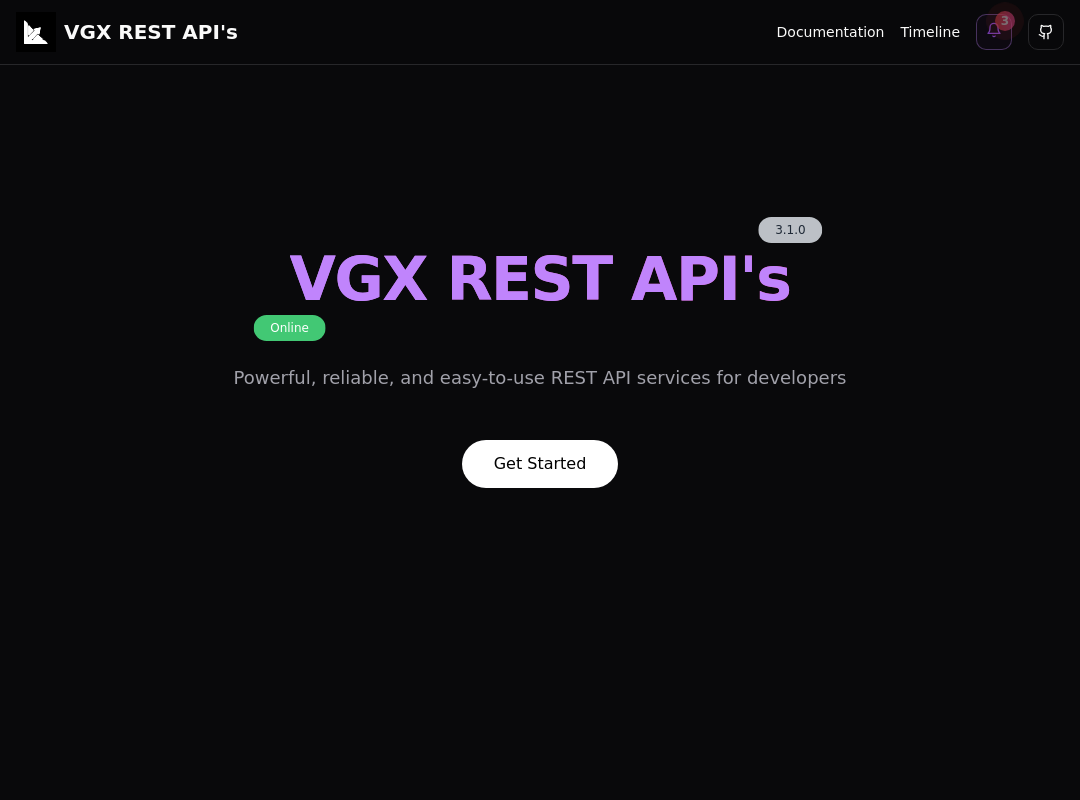 VGX REST API's
Documentation
Timeline
3
3.1.0
VGX REST API's
Online
Powerful, reliable, and easy-to-use REST API services for developers
Get Started